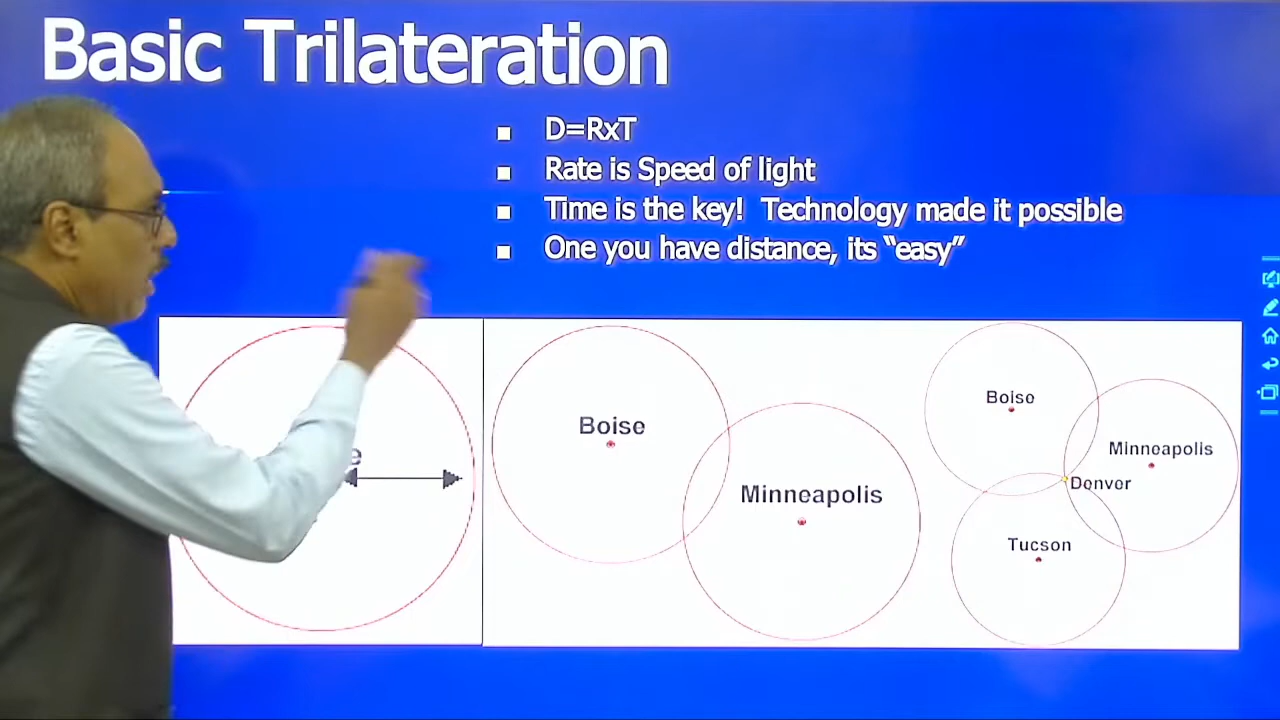 Basic Trilateration
D=RxT
Rate is Speed of light
Time is the key! Technology made it possible
One you have distance, its “easy”
Boise
Minneapolis
Boise
Minneapolis
Denver
Tucson